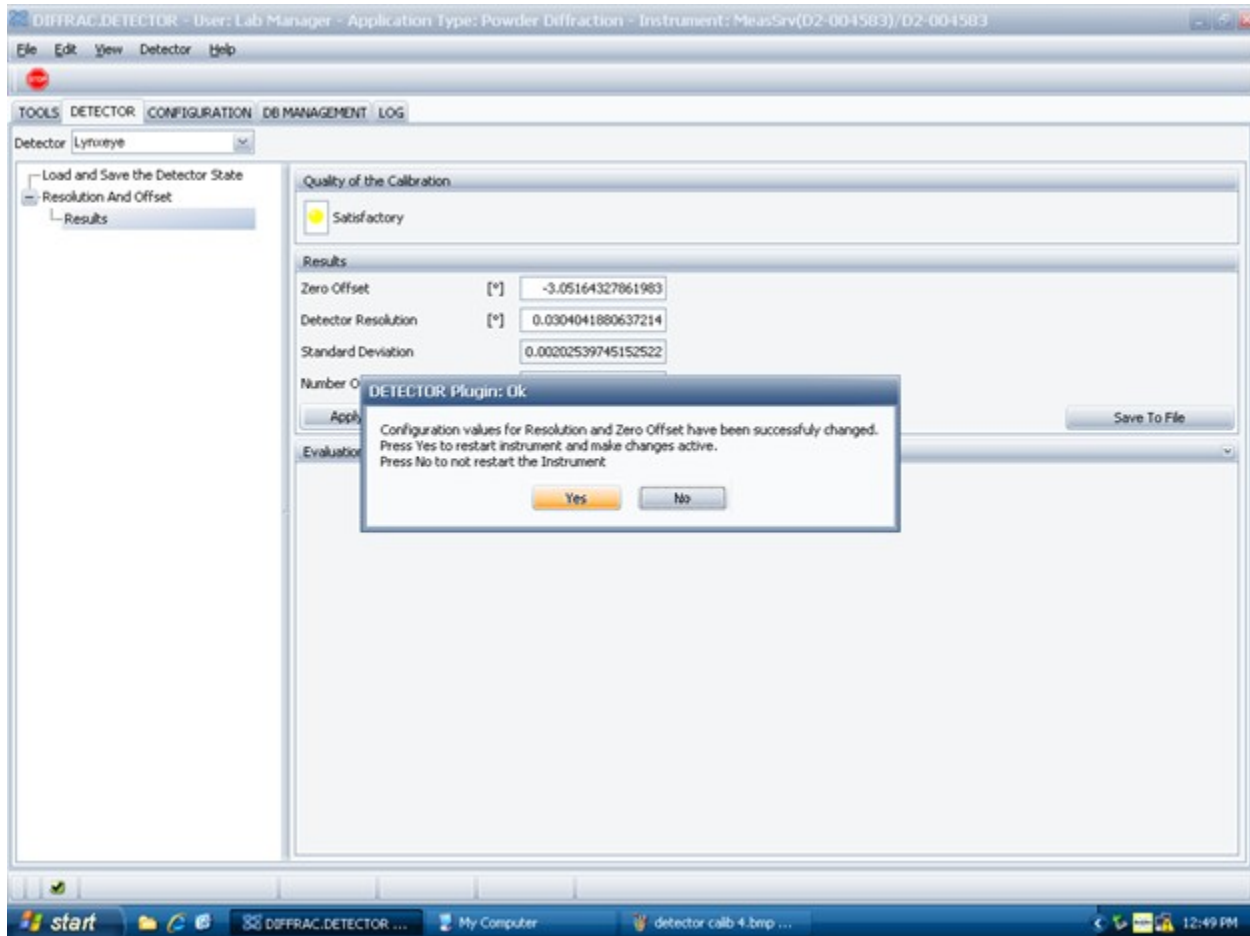 DIFFRAC.DETECTOR - User: Lab Manager - Application Type: Powder Diffraction - Instrument: MeasSrv(D2-004583)/D2-004583
File Edit View Detector Help
STOP
TOOLS DETECTOR CONFIGURATION DB MANAGEMENT LOG
Detector Lynxeye
Load and Save the Detector State
Resolution And Offset
Results
Quality of the Calibration
Satisfactory
Results
Zero Offset [°] -3.05164327861983
Detector Resolution [°] 0.0304041880637214
Standard Deviation 0.00202539745152522
Number O
Apply
Save To File
Evaluation
DETECTOR Plugin: Ok
Configuration values for Resolution and Zero Offset have been successfuly changed.
Press Yes to restart instrument and make changes active.
Press No to not restart the Instrument
Yes No
start DIFFRAC.DETECTOR ... My Computer detector calib 4.bmp ... 12:49 PM